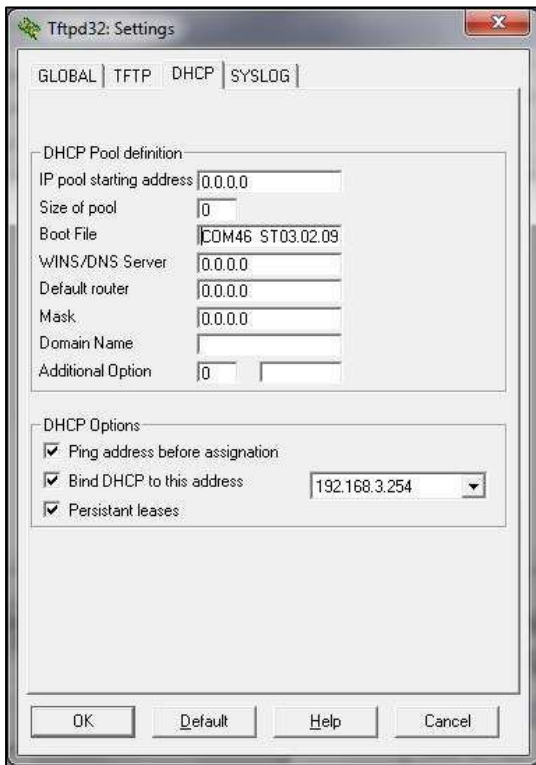 Tftpd32: Settings
GLOBAL TFTP DHCP SYSLOG
DHCP Pool definition
IP pool starting address 0.0.0.0
Size of pool 0
Boot File COM46 ST03.02.09
WINS/DNS Server 0.0.0.0
Default router 0.0.0.0
Mask 0.0.0.0
Domain Name
Additional Option 0
DHCP Options
Ping address before assignation
Bind DHCP to this address 192.168.3.254
Persistant leases
OK Default Help Cancel